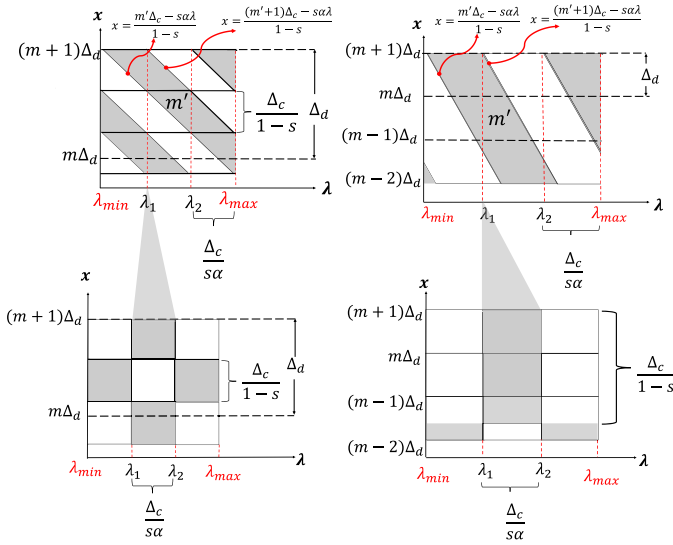 x
x = (m′Δ_c − sαλ)/(1 − s)
x = ((m′+1)Δ_c − sαλ)/(1 − s)
(m + 1)Δ_d
m′
Δ_c/(1 − s)
Δ_d
mΔ_d
λ_min
λ_1
λ_2
λ_max
λ
Δ_c/(sα)
x
x = (m′Δ_c − sαλ)/(1 − s)
x = ((m′+1)Δ_c − sαλ)/(1 − s)
(m + 1)Δ_d
Δ_d
mΔ_d
m′
(m − 1)Δ_d
(m − 2)Δ_d
λ_min
λ_1
λ_2
λ_max
λ
Δ_c/(sα)
x
(m + 1)Δ_d
Δ_d
Δ_c/(1 − s)
mΔ_d
λ_min
λ_1
λ_2
λ_max
λ
Δ_c/(sα)
x
(m + 1)Δ_d
mΔ_d
Δ_c/(1 − s)
(m − 1)Δ_d
(m − 2)Δ_d
λ_min
λ_1
λ_2
λ_max
λ
Δ_c/(sα)